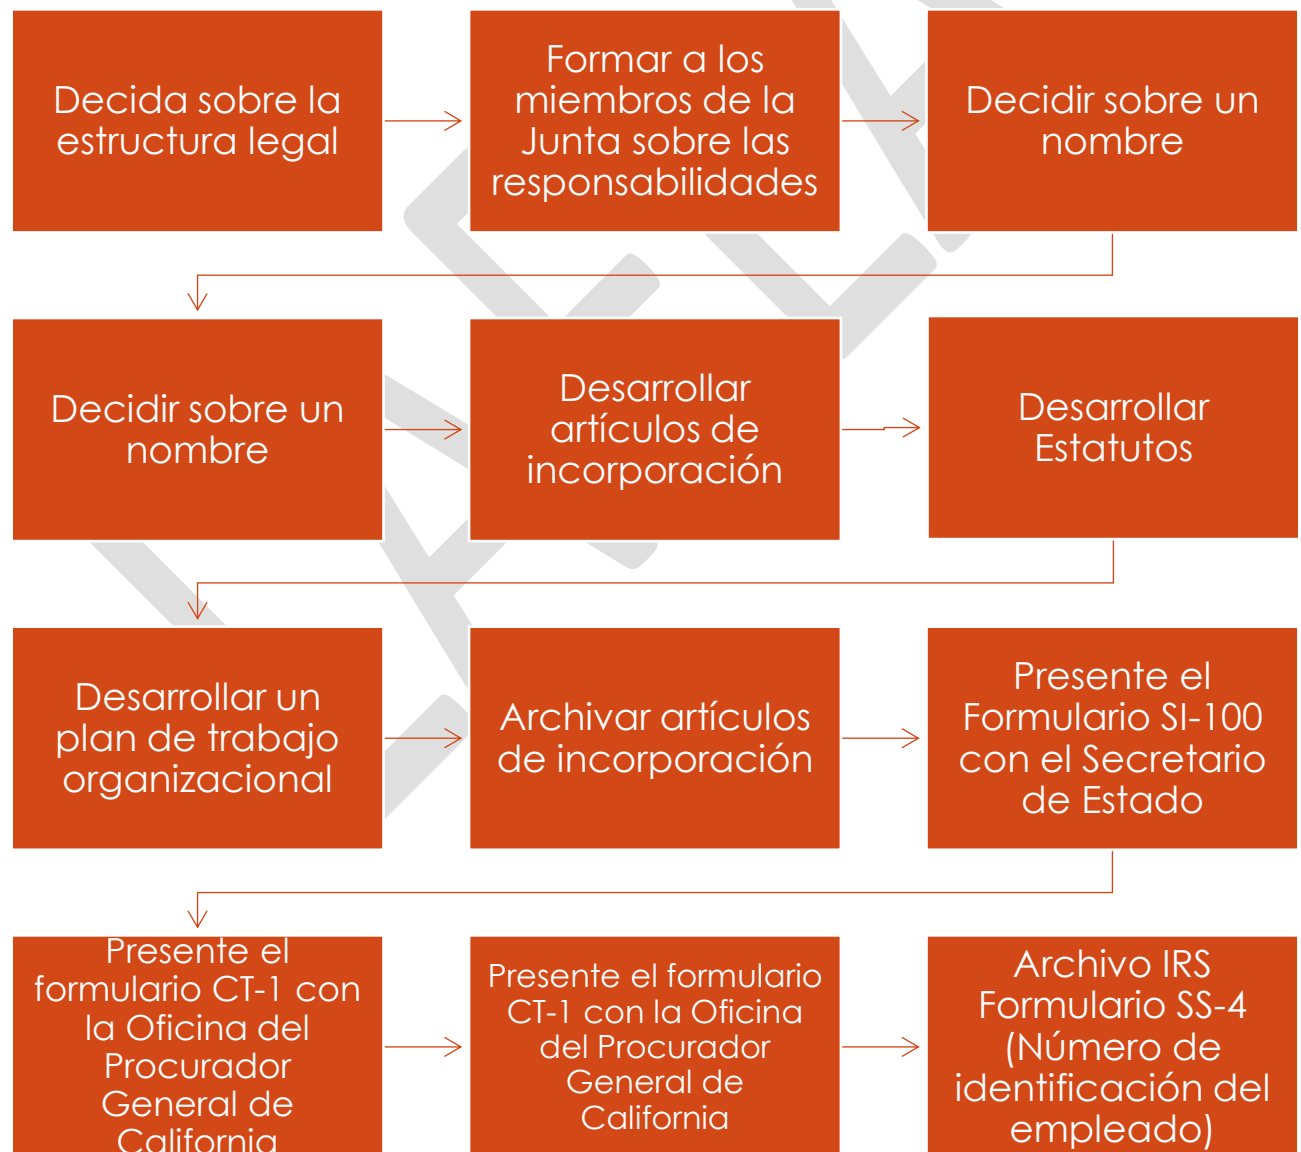 Decida sobre la
estructura legal
Formar a los
miembros de la
Junta sobre las
responsabilidades
Decidir sobre un
nombre
Decidir sobre un
nombre
Desarrollar
artículos de
incorporación
Desarrollar
Estatutos
Desarrollar un
plan de trabajo
organizacional
Archivar artículos
de incorporación
Presente el
Formulario SI-100
con el Secretario
de Estado
Presente el
formulario CT-1 con
la Oficina del
Procurador
General de
California
Presente el formulario
CT-1 con la Oficina
del Procurador
General de
California
Archivo IRS
Formulario SS-4
(Número de
identificación del
empleado)